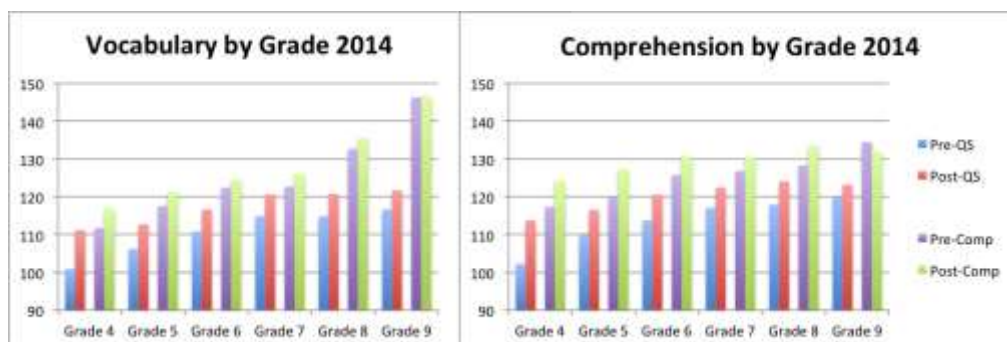 Vocabulary by Grade 2014
150
140
130
120
110
100
90
Grade 4 Grade 5 Grade 6 Grade 7 Grade 8 Grade 9
Comprehension by Grade 2014
150
140
130
120
110
100
90
Grade 4 Grade 5 Grade 6 Grade 7 Grade 8 Grade 9
Pre-QS
Post-QS
Pre-Comp
Post-Comp